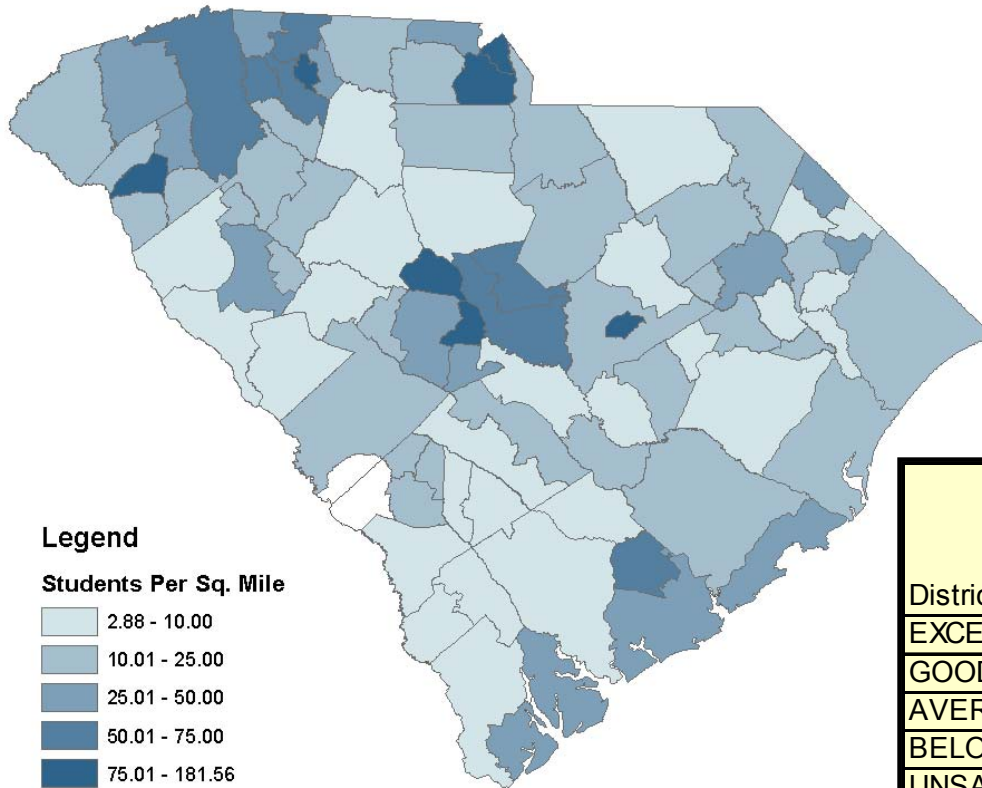 Legend
Students Per Sq. Mile
2.88 - 10.00
10.01 - 25.00
25.01 - 50.00
50.01 - 75.00
75.01 - 181.56